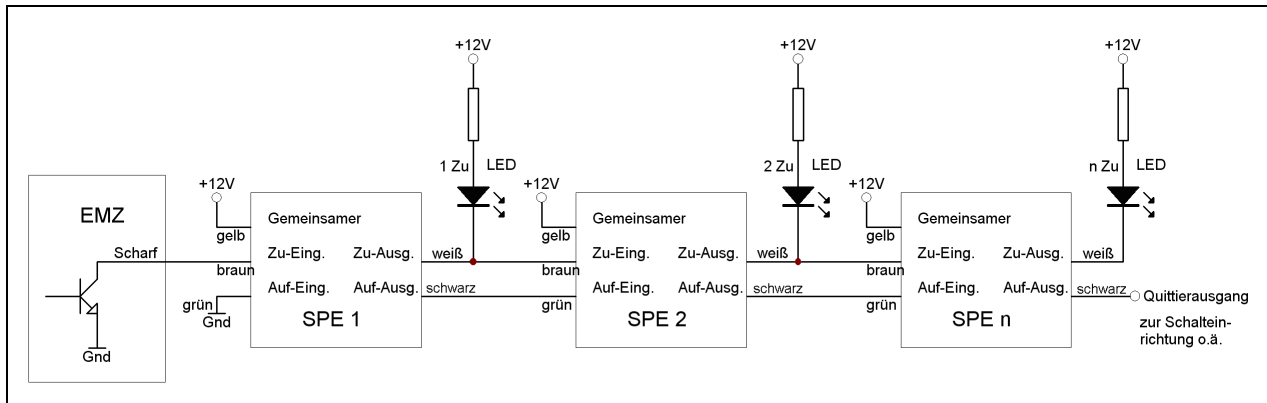 +12V
+12V
+12V
1 Zu LED
2 Zu LED
n Zu LED
+12V
+12V
+12V
EMZ
Scharf
Gnd
gelb
braun
grün
Gnd
Gemeinsamer
Zu-Eing. Zu-Ausg.
Auf-Eing. Auf-Ausg.
SPE 1
weiß
schwarz
gelb
braun
grün
Gemeinsamer
Zu-Eing. Zu-Ausg.
Auf-Eing. Auf-Ausg.
SPE 2
weiß
schwarz
gelb
braun
grün
Gemeinsamer
Zu-Eing. Zu-Ausg.
Auf-Eing. Auf-Ausg.
SPE n
weiß
schwarz
Quittierausgang
zur Schaltein-
richtung o.ä.